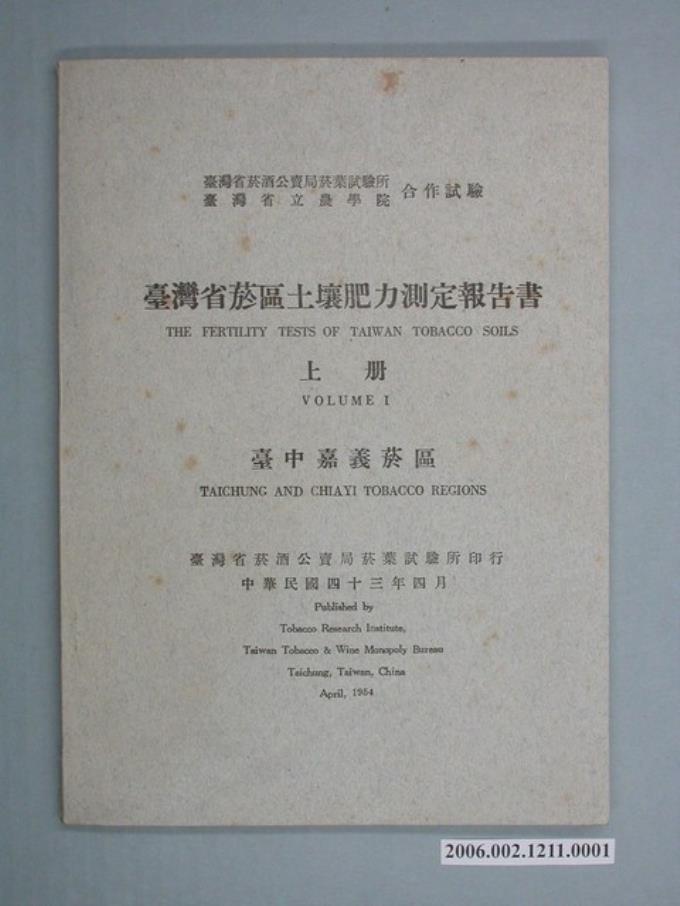 臺灣省菸酒公賣局菸葉試驗所
臺灣省立農學院
合作試驗
臺灣省菸區土壤肥力測定報告書
THE FERTILITY TESTS OF TAIWAN TOBACCO SOILS
上册
VOLUME I
臺中嘉義菸區
TAICHUNG AND CHIAYI TOBACCO REGIONS
臺灣省菸酒公賣局菸葉試驗所印行
中華民國四十三年四月
Published by
Tobacco Research Institute,
Taiwan Tobacco & Wine Monopoly Bureau
Taichung, Taiwan, China
April, 1954
2006.002.1211.0001